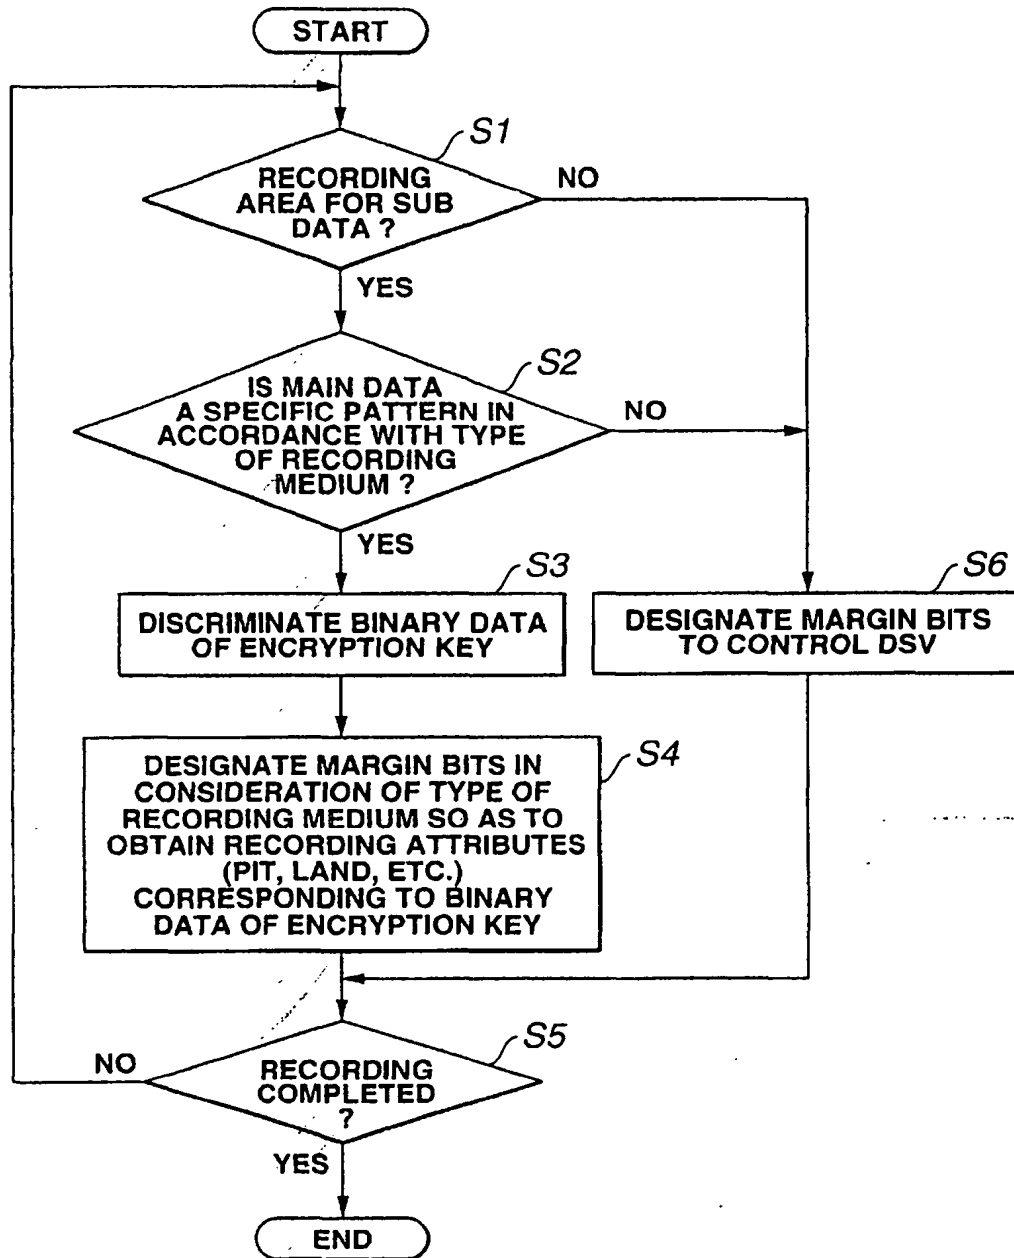 START
S1
RECORDING
AREA FOR SUB
DATA ?
NO
YES
S2
IS MAIN DATA
A SPECIFIC PATTERN IN
ACCORDANCE WITH TYPE
OF RECORDING
MEDIUM ?
NO
YES
S3
DISCRIMINATE BINARY DATA
OF ENCRYPTION KEY
S6
DESIGNATE MARGIN BITS
TO CONTROL DSV
S4
DESIGNATE MARGIN BITS IN
CONSIDERATION OF TYPE OF
RECORDING MEDIUM SO AS TO
OBTAIN RECORDING ATTRIBUTES
(PIT, LAND, ETC.)
CORRESPONDING TO BINARY
DATA OF ENCRYPTION KEY
S5
NO
RECORDING
COMPLETED
?
YES
END